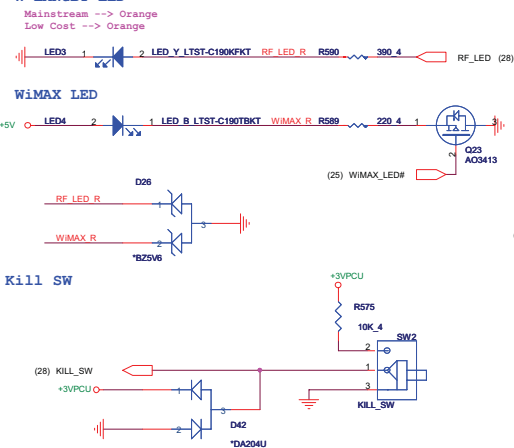 Mainstream --> Orange
Low Cost --> Orange
LED3 1 2 LED_Y_LTST-C190KFKT RF_LED_R R590 390_4 RF_LED (28)
WiMAX LED
+5V LED4 2 1 LED_B_LTST-C190TBKT WiMAX_R R589 220_4 1 3
2 Q23
AO3413
(25) WiMAX_LED#
D26
RF_LED_R 1
3
WiMAX_R 2
*BZ5V6
Kill SW
+3VPCU
R575
10K_4
SW2
2
(28) KILL_SW 1
+3VPCU 1 3
3
KILL_SW
2 D42
*DA204U